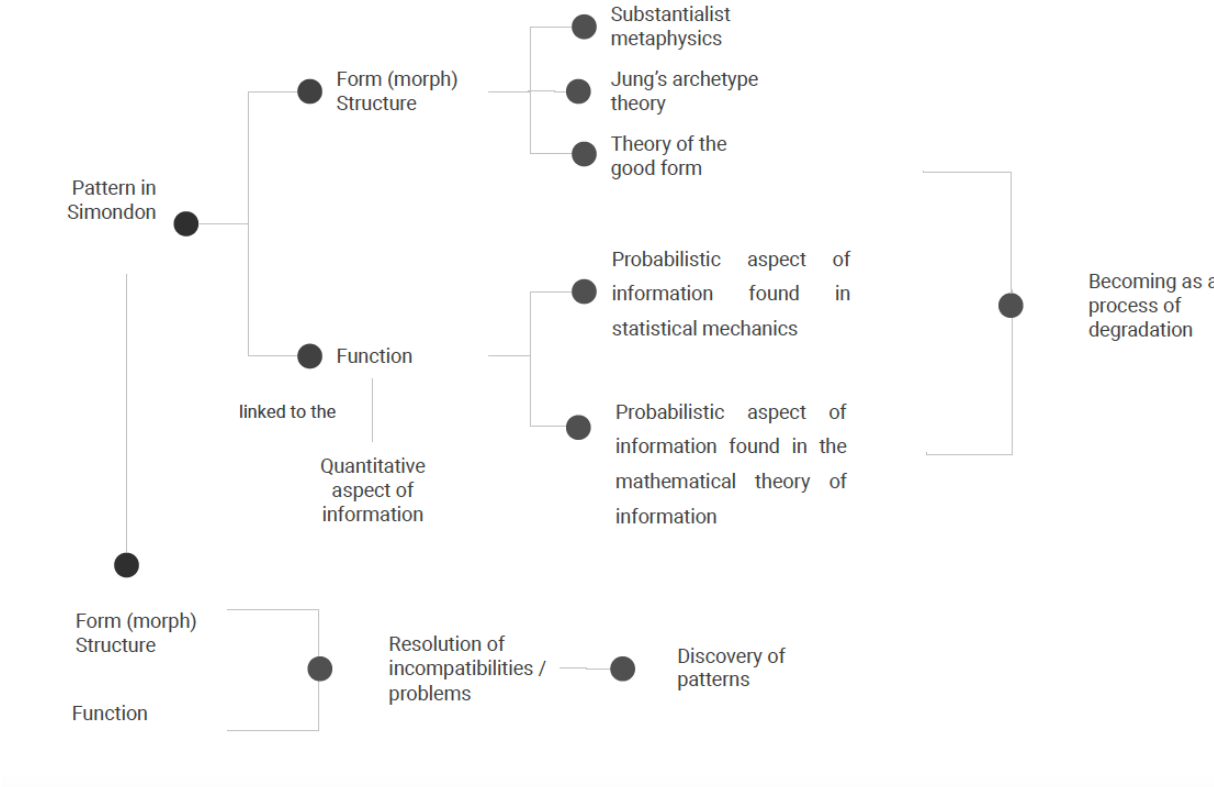 Substantialist
metaphysics
Form (morph)
Structure
Jung's archetype
theory
Theory of the
good form
Pattern in
Simondon
Probabilistic aspect of
information found in
statistical mechanics
Becoming as a
process of
degradation
Function
linked to the
Quantitative
aspect of
information
Probabilistic aspect of
information found in the
mathematical theory of
information
Form (morph)
Structure
Function
Resolution of
incompatibilities /
problems
Discovery of
patterns